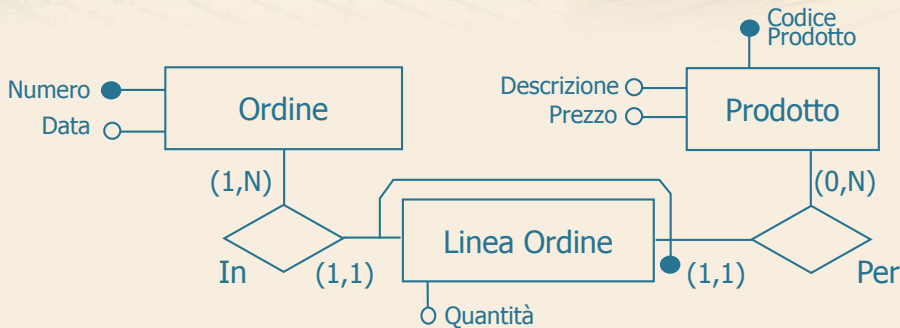 Codice
Prodotto
Numero
Data
Ordine
Descrizione
Prezzo
Prodotto
(1,N)
(0,N)
Linea Ordine
In
(1,1)
(1,1)
Per
Quantità